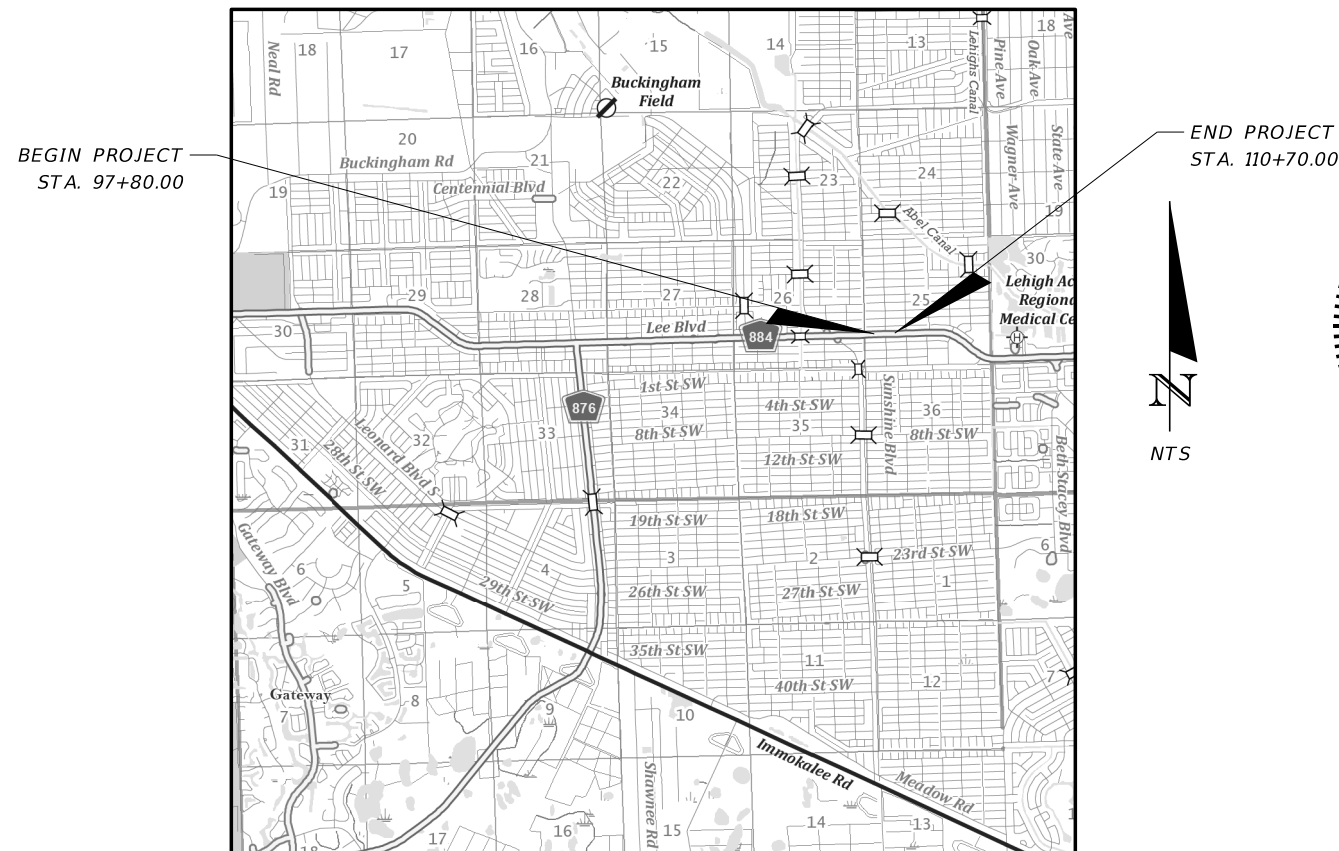 18
17
16
15
14
13
18
Ave
Neal Rd
Lehighs Canal
Pine Ave
Oak Ave
Buckingham
Field
BEGIN PROJECT
STA. 97+80.00
END PROJECT
STA. 110+70.00
20
Buckingham Rd
21
Centennial Blvd
19
22
23
24
Wagner Ave
State Ave
19
Abel Canal
30
29
28
27
26
25
Lehigh Ac
Regiona
Medical Ce
H
30
Lee Blvd
884
N
NTS
1st St SW
876
34
4th St SW
35
36
8th St SW
8th St SW
12th St SW
Sunshine Blvd
31
32
33
Leonard Blvd S
28th St SW
Beth Stacey Blvd
19th St SW
18th St SW
23rd St SW
Gateway Blvd
6
5
4
3
2
1
6
29th St SW
26th St SW
27th St SW
35th St SW
11
40th St SW
12
7
Gateway
7
8
9
10
Immokalee Rd
Meadow Rd
Shawnee Rd
18
17
16
15
14
13